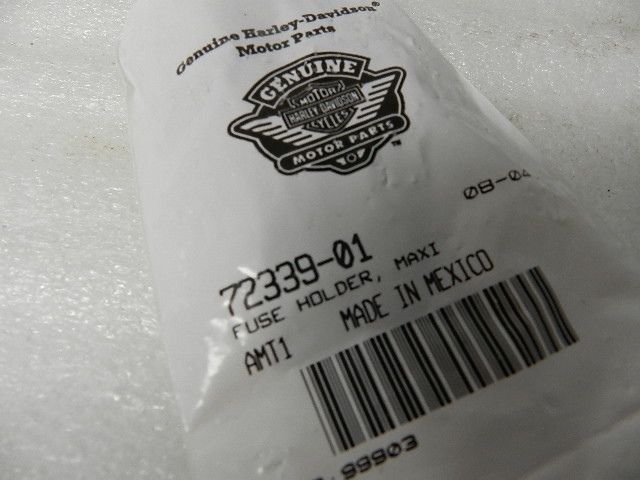 Genuine Harley-Davidson®
Motor Parts
GENUINE
MOTOR
HARLEY-DAVIDSON
CYCLES
MOTOR PARTS
™
08-04
72339-01
FUSE HOLDER, MAXI
AMT1 MADE IN MEXICO
99903